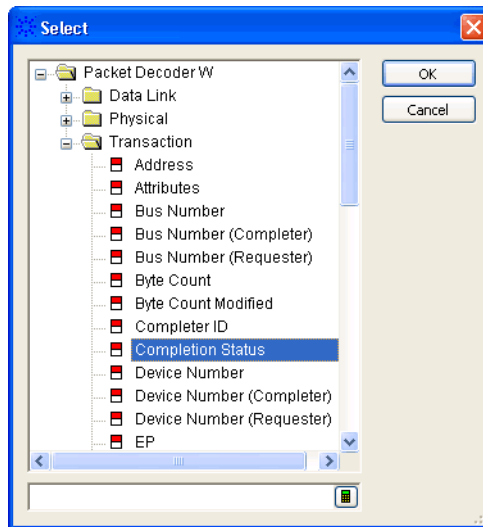 Select
Packet Decoder W
Data Link
Physical
Transaction
Address
Attributes
Bus Number
Bus Number (Completer)
Bus Number (Requester)
Byte Count
Byte Count Modified
Completer ID
Completion Status
Device Number
Device Number (Completer)
Device Number (Requester)
EP
OK
Cancel